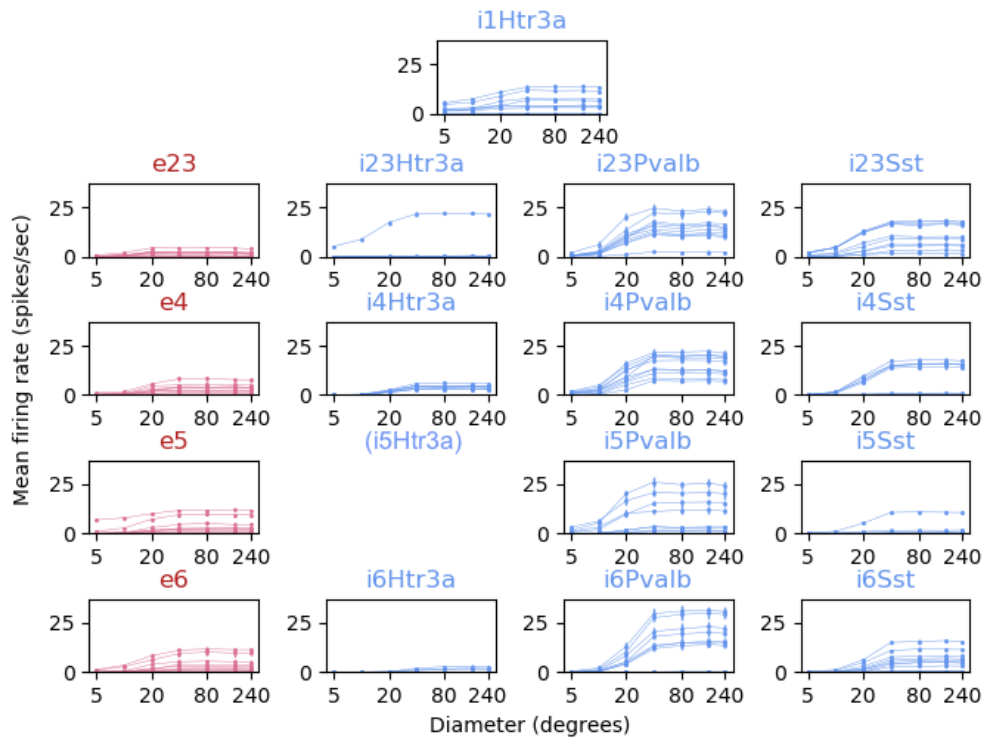 i1Htr3a
25
0
5 20 80 240
e23 i23Htr3a i23Pvalb i23Sst
25 25 25 25
0 0 0 0
5 20 80 240 5 20 80 240 5 20 80 240 5 20 80 240
e4 i4Htr3a i4Pvalb i4Sst
25 25 25 25
0 0 0 0
5 20 80 240 5 20 80 240 5 20 80 240 5 20 80 240
e5 (i5Htr3a) i5Pvalb i5Sst
25 25 25
0 0 0
5 20 80 240 5 20 80 240 5 20 80 240
e6 i6Htr3a i6Pvalb i6Sst
25 25 25 25
0 0 0 0
5 20 80 240 5 20 80 240 5 20 80 240 5 20 80 240
Mean firing rate (spikes/sec)
Diameter (degrees)